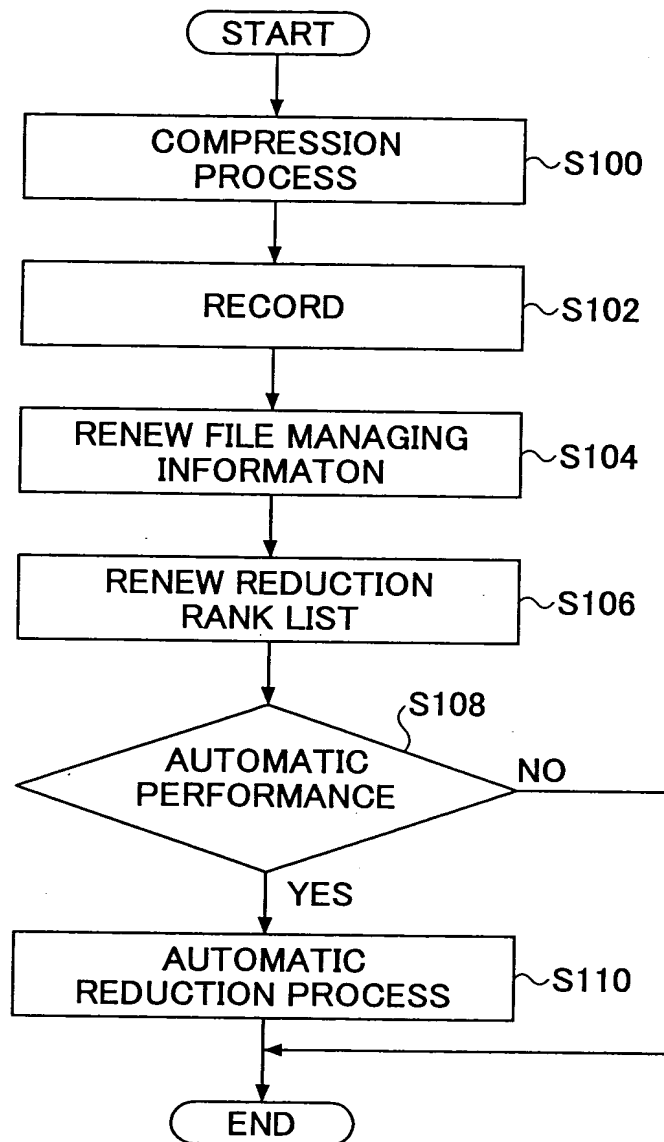 START
COMPRESSION
PROCESS
S100
RECORD
S102
RENEW FILE MANAGING
INFORMATON
S104
RENEW REDUCTION
RANK LIST
S106
S108
AUTOMATIC
PERFORMANCE
NO
YES
AUTOMATIC
REDUCTION PROCESS
S110
END